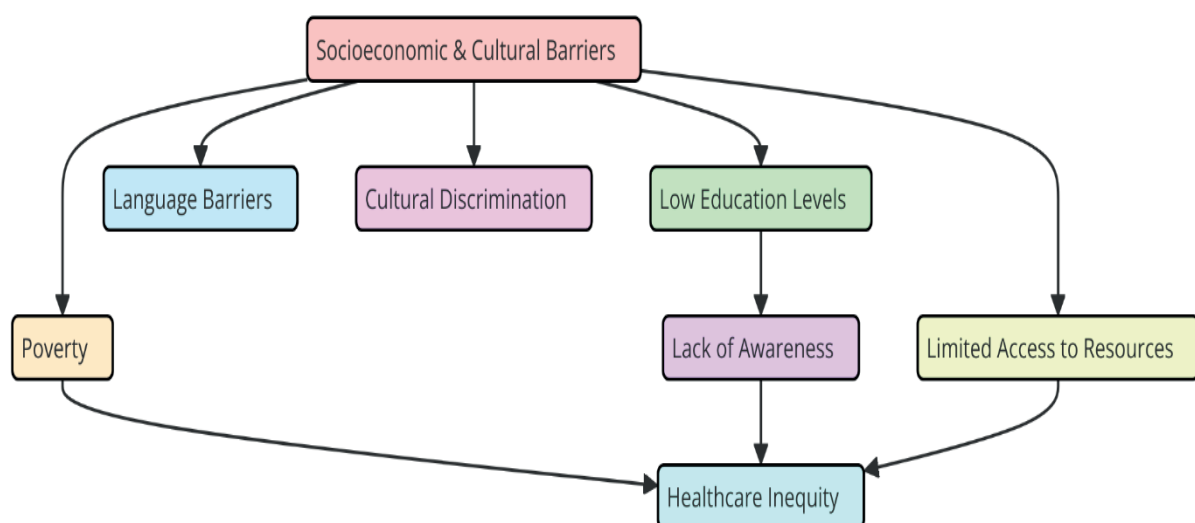 Socioeconomic & Cultural Barriers
Language Barriers
Cultural Discrimination
Low Education Levels
Poverty
Lack of Awareness
Limited Access to Resources
Healthcare Inequity